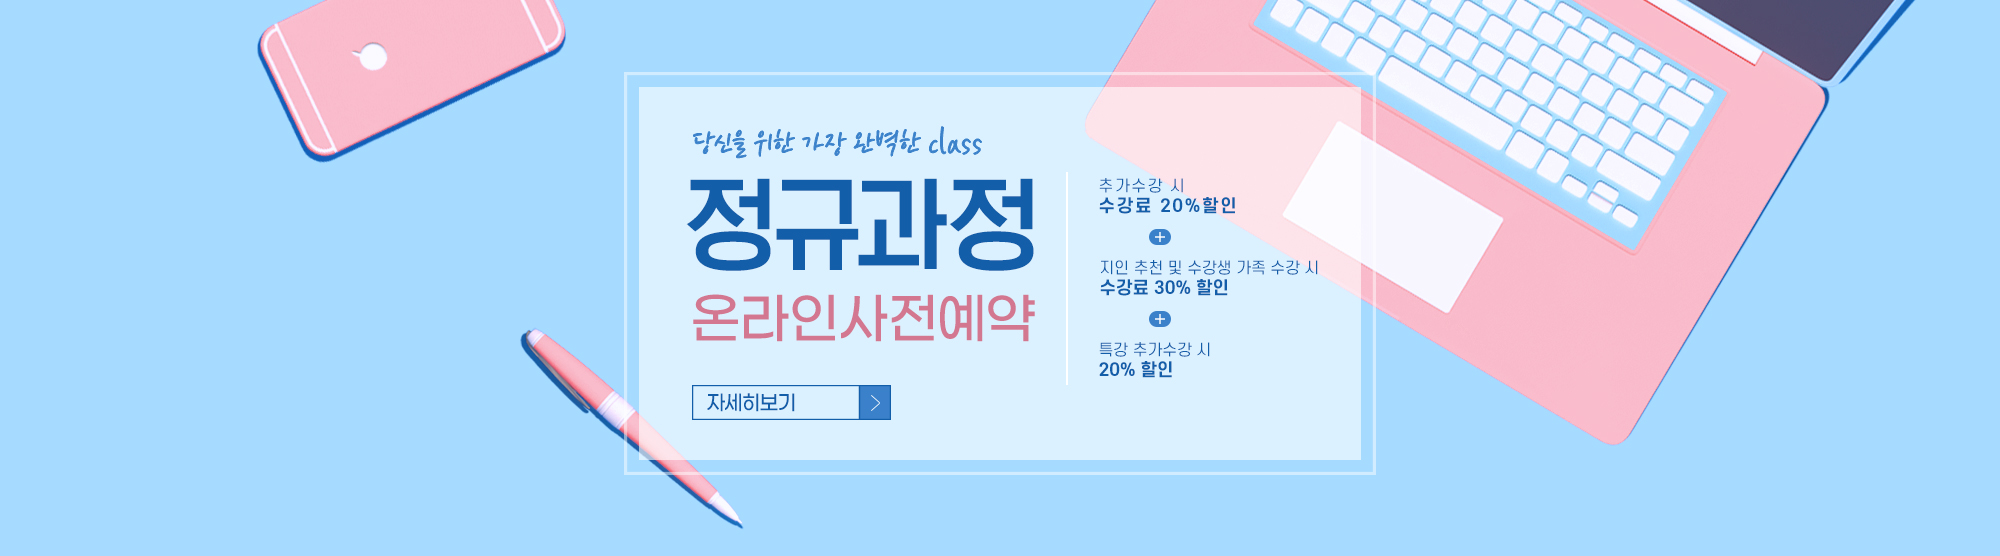 당신을 위한 가장 완벽한 class
정규과정
온라인사전예약
자세히보기
추가수강 시
수강료 20%할인
지인 추천 및 수강생 가족 수강 시
수강료 30% 할인
특강 추가수강 시
20% 할인